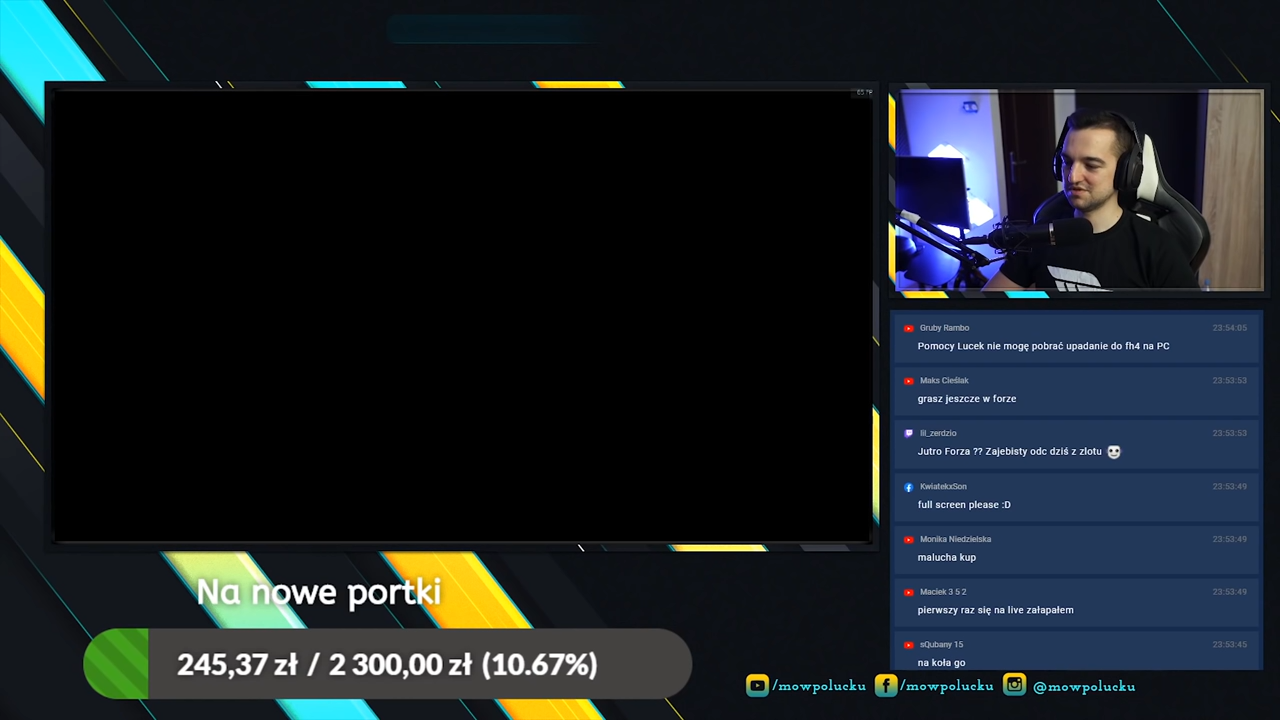 Gruby Rambo 23:54:05
Pomocy Lucek nie mogę pobrać upadanie do fh4 na PC
Maks Cieślak 23:53:53
grasz jeszcze w forze
lil_zerdzio 23:53:53
Jutro Forza ?? Zajebisty odc dziś z zlotu
KwiatekxSon 23:53:49
full screen please :D
Monika Niedzielska 23:53:49
malucha kup
Maciek 3 5 2 23:53:49
pierwszy raz się na live załapałem
sQubany 15 23:53:45
na koła go
Na nowe portki
245,37 zł / 2 300,00 zł (10.67%)
/mowpolucku /mowpolucku @mowpolucku